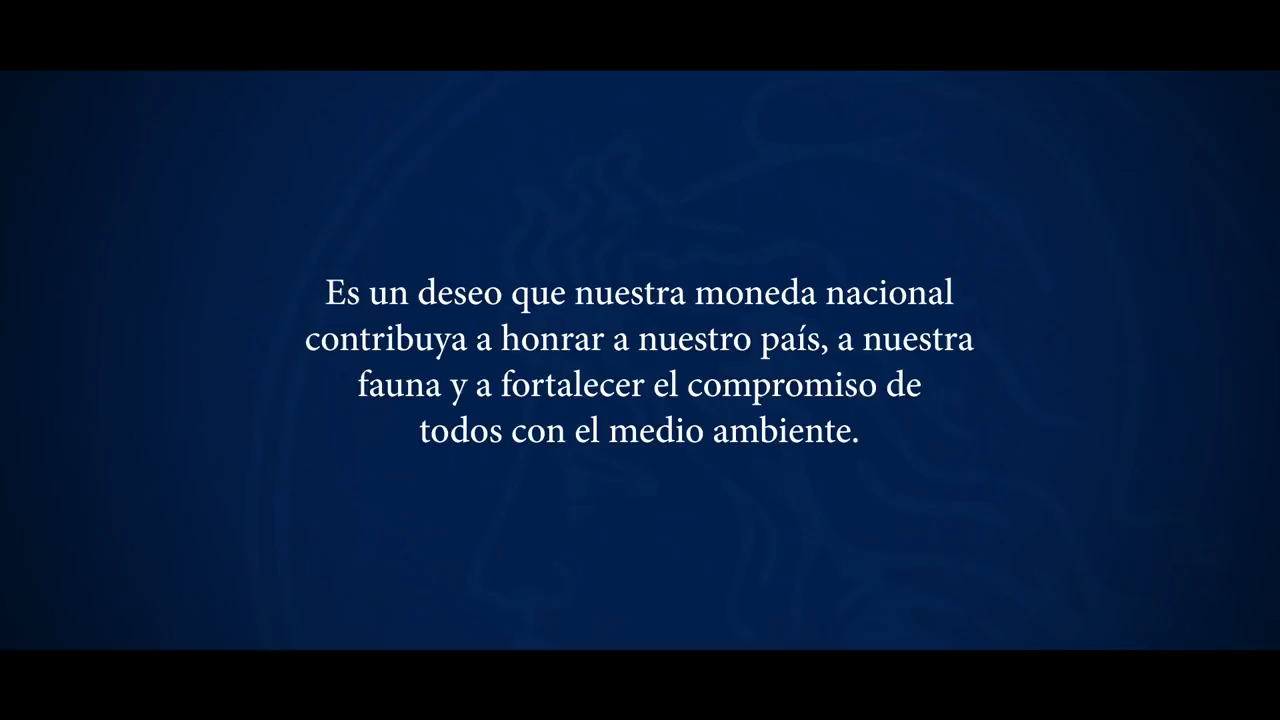 Es un deseo que nuestra moneda nacional
contribuya a honrar a nuestro país, a nuestra
fauna y a fortalecer el compromiso de
todos con el medio ambiente.